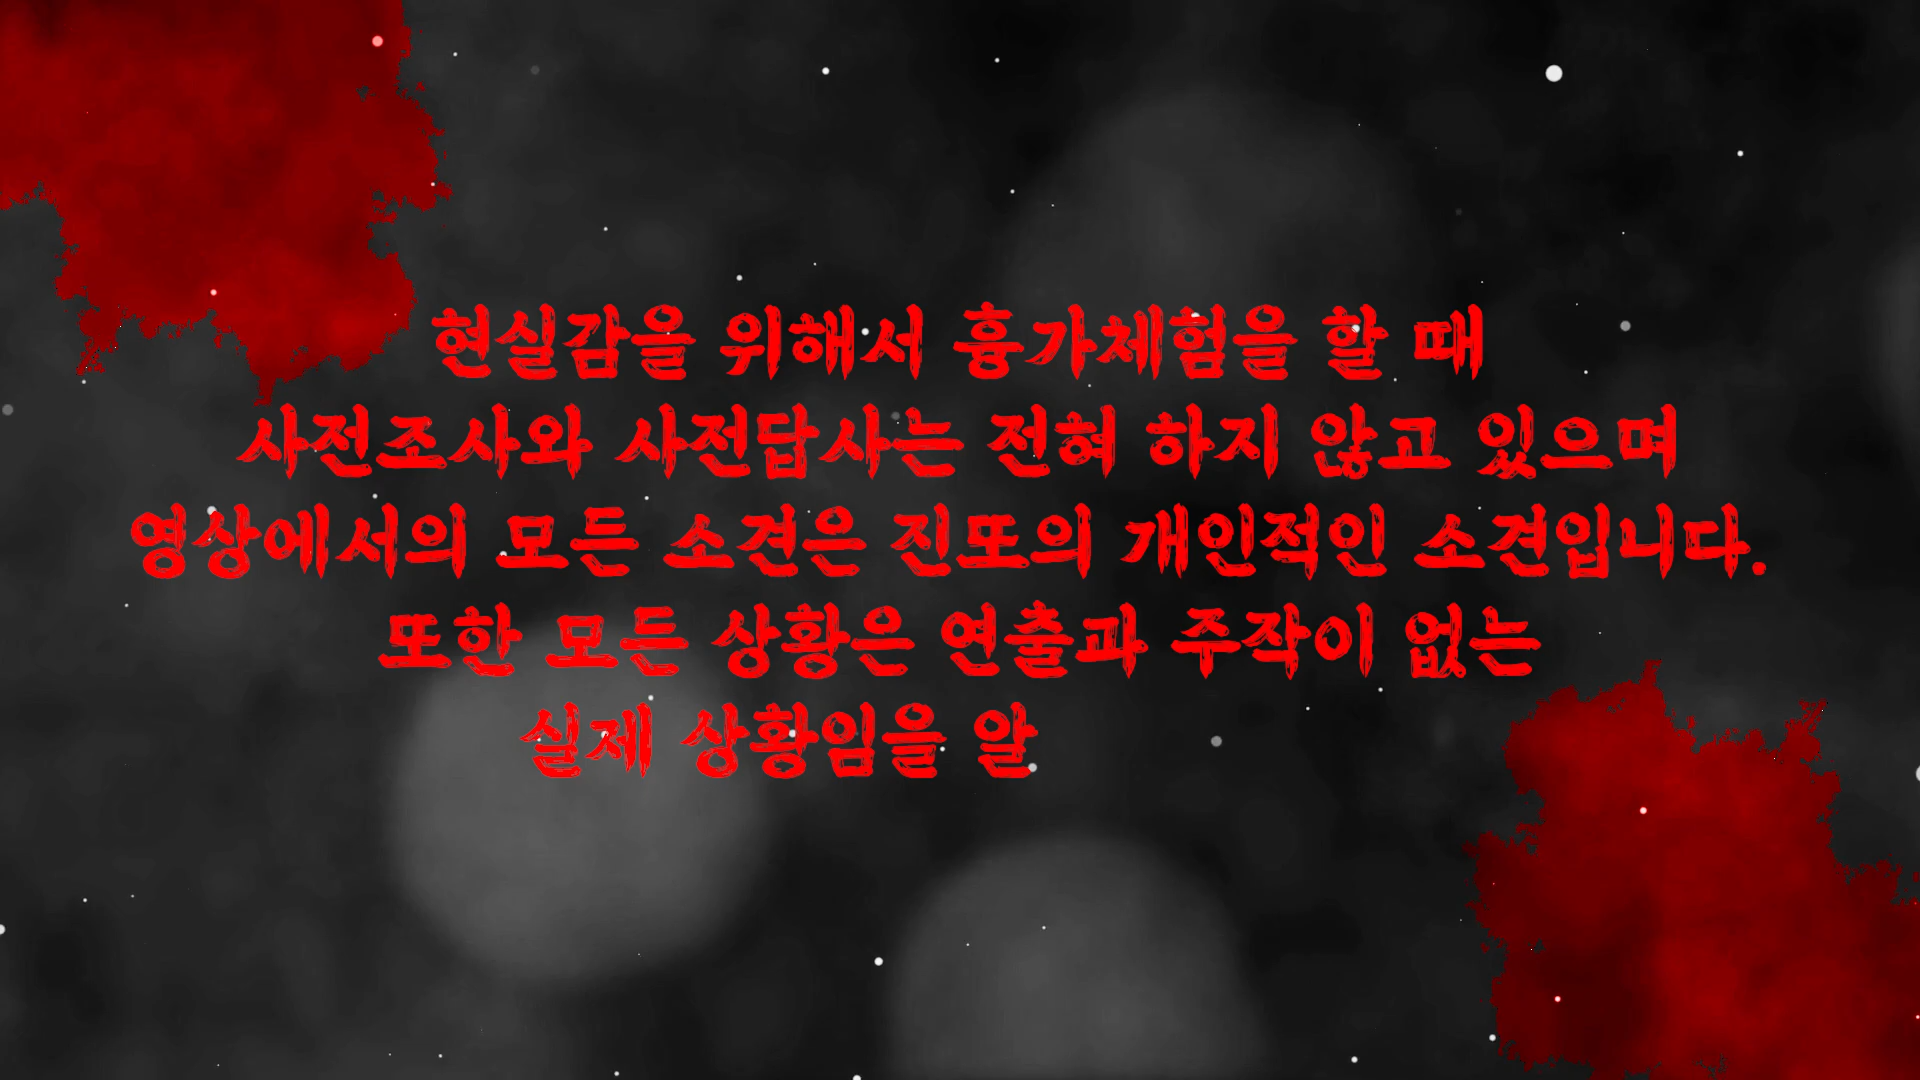 현실감을 위해서 흉가체험을 할 때
사전조사와 사전답사는 전혀 하지 않고 있으며
영상에서의 모든 소견은 진또의 개인적인 소견입니다.
또한 모든 상황은 연출과 주작이 없는
실제 상황임을 알